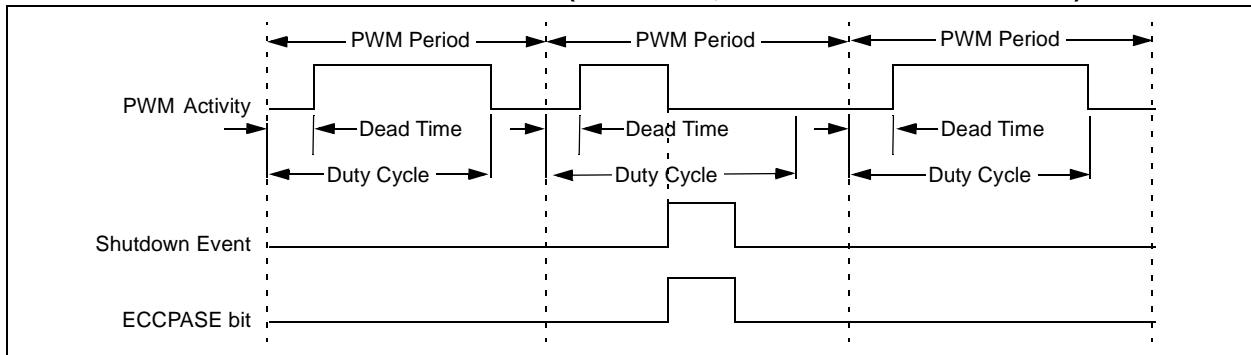 PWM Period PWM Period PWM Period
PWM Activity
Dead Time Dead Time Dead Time
Duty Cycle Duty Cycle Duty Cycle
Shutdown Event
ECCPASE bit